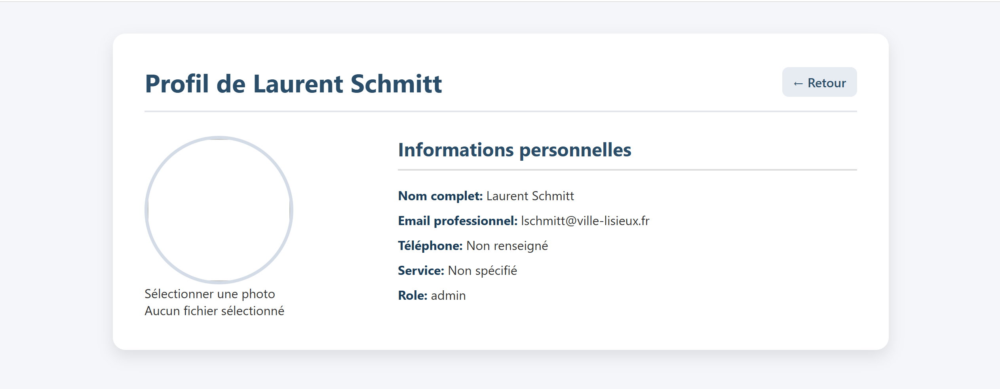 Profil de Laurent Schmitt
← Retour
Informations personnelles
Nom complet: Laurent Schmitt
Email professionnel: lschmitt@ville-lisieux.fr
Téléphone: Non renseigné
Service: Non spécifié
Role: admin
Sélectionner une photo
Aucun fichier sélectionné